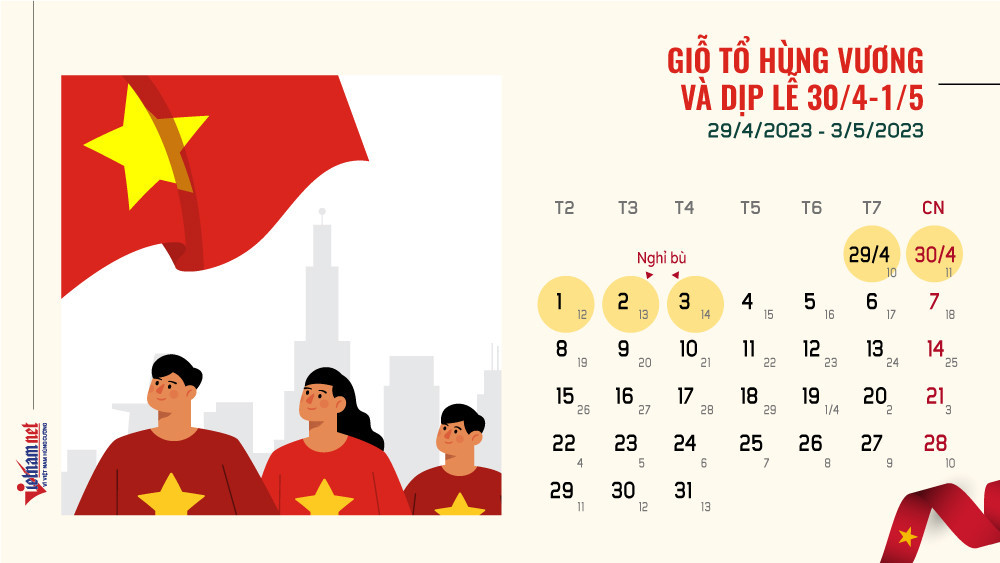 GIỖ TỔ HÙNG VƯƠNG
VÀ DỊP LỄ 30/4-1/5
29/4/2023 - 3/5/2023
T2 T3 T4 T5 T6 T7 CN
29/4 10 30/4 11
Nghỉ bù
1 12 2 13 3 14 4 15 5 16 6 17 7 18
8 19 9 20 10 21 11 22 12 23 13 24 14 25
15 26 16 27 17 28 18 29 19 1/4 20 2 21 3
22 4 23 5 24 6 25 7 26 8 27 9 28 10
29 11 30 12 31 13
Vietnamnet
VÌ VIỆT NAM HÙNG CƯỜNG